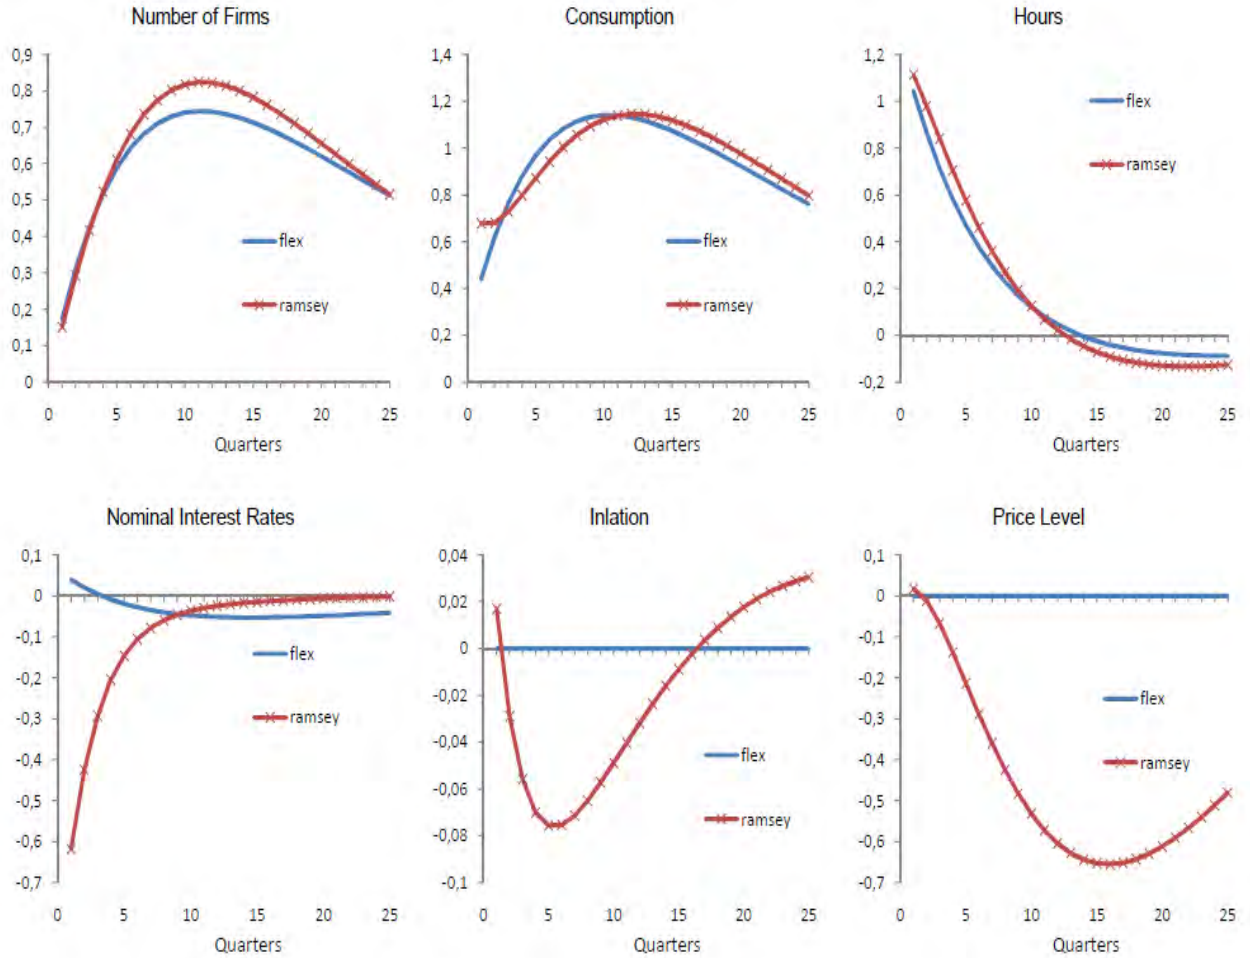 Number of Firms
0,9
0,8
0,7
0,6
0,5
0,4
0,3
0,2
0,1
0
flex
ramsey
0 5 10 15 20 25
Quarters
Consumption
1,4
1,2
1
0,8
0,6
0,4
0,2
0
flex
ramsey
0 5 10 15 20 25
Quarters
Hours
1,2
1
0,8
0,6
0,4
0,2
0
-0,2
flex
ramsey
0 5 10 15 20 25
Quarters
Nominal Interest Rates
0,1
0
-0,1
-0,2
-0,3
-0,4
-0,5
-0,6
-0,7
flex
ramsey
0 5 10 15 20 25
Quarters
Inlation
0,04
0,02
0
-0,02
-0,04
-0,06
-0,08
-0,1
flex
ramsey
0 5 10 15 20 25
Quarters
Price Level
0,1
0
-0,1
-0,2
-0,3
-0,4
-0,5
-0,6
-0,7
flex
ramsey
0 5 10 15 20 25
Quarters